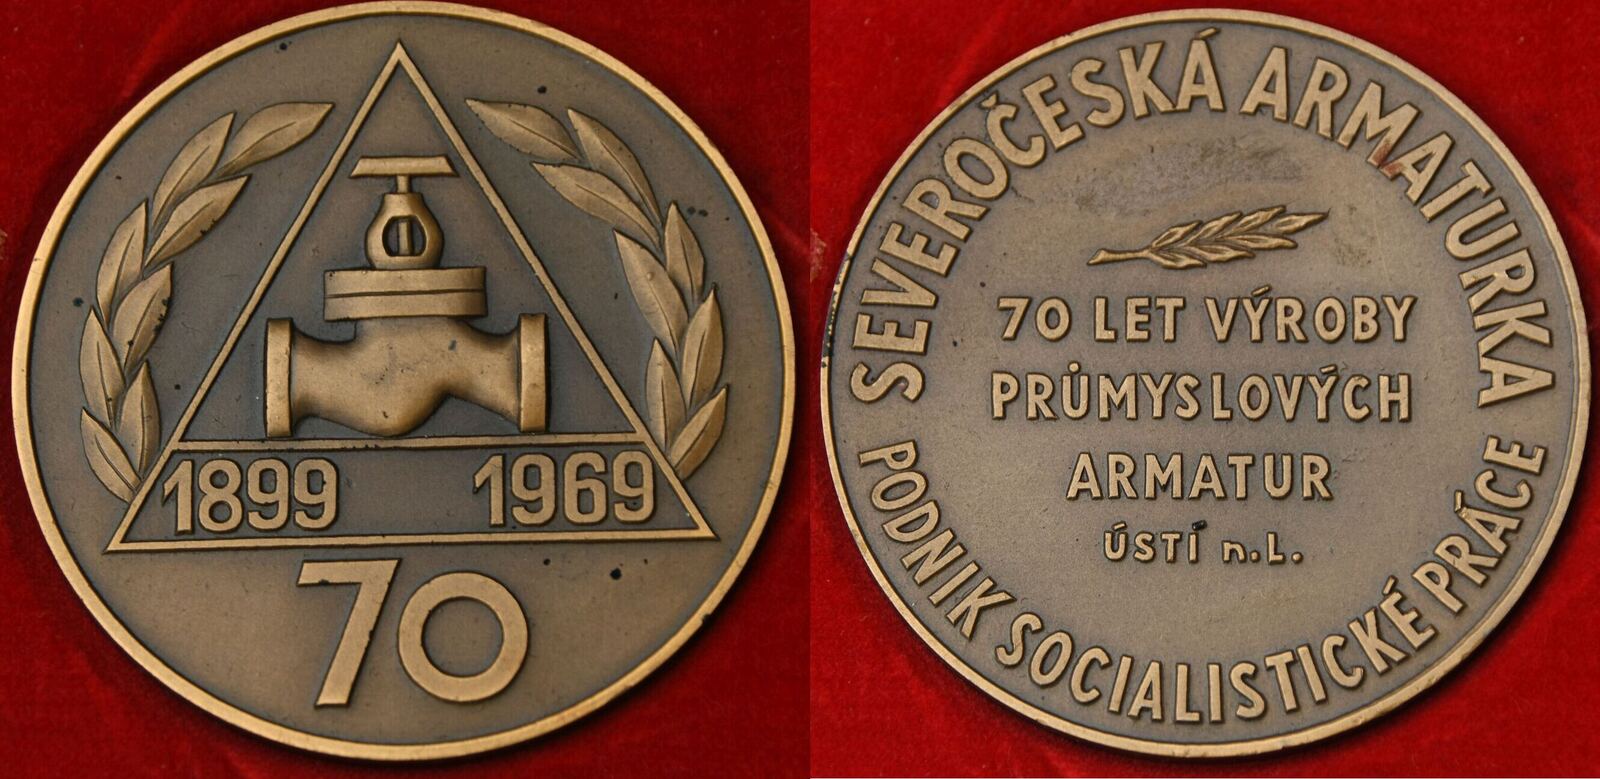 1899 1969
70
SEVEROČESKÁ ARMATURKA
70 LET VÝROBY
PRŮMYSLOVÝCH
ARMATUR
ÚSTÍ n.L.
PODNIK SOCIALISTICKÉ PRÁCE